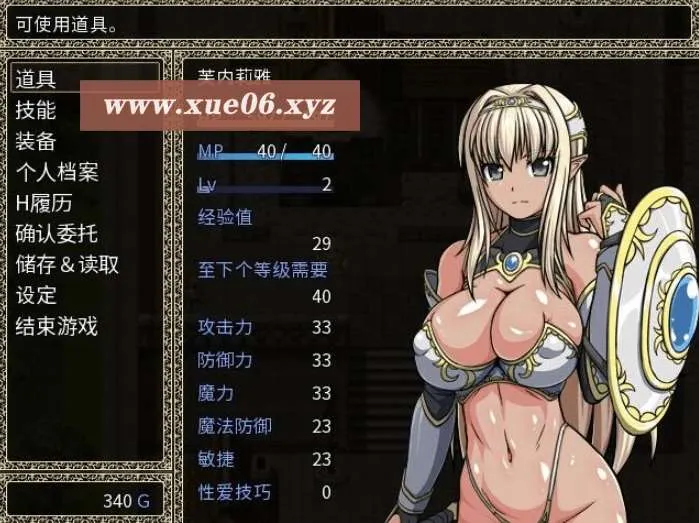 可使用道具。
道具
技能
装备
个人档案
H履历
确认委托
储存＆读取
设定
结束游戏
340 G
芙内莉雅
www.xue06.xyz
MP 40/ 40
Lv 2
经验值
29
至下个等级需要
40
攻击力 33
防御力 33
魔力 33
魔法防御 23
敏捷 23
性爱技巧 0